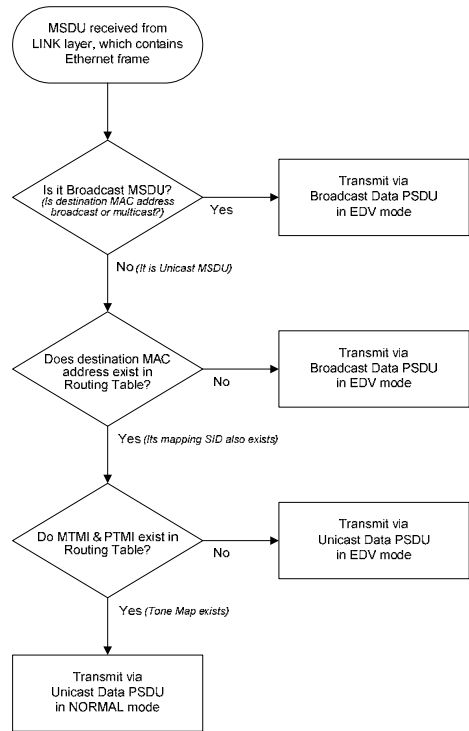 MSDU received from
LINK layer, which contains
Ethernet frame
Is it Broadcast MSDU?
(Is destination MAC address
broadcast or multicast?)
Yes
Transmit via
Broadcast Data PSDU
in EDV mode
No (It is Unicast MSDU)
Does destination MAC
address exist in
Routing Table?
No
Transmit via
Broadcast Data PSDU
in EDV mode
Yes (Its mapping SID also exists)
Do MTMI & PTMI exist in
Routing Table?
No
Transmit via
Unicast Data PSDU
in EDV mode
Yes (Tone Map exists)
Transmit via
Unicast Data PSDU
in NORMAL mode